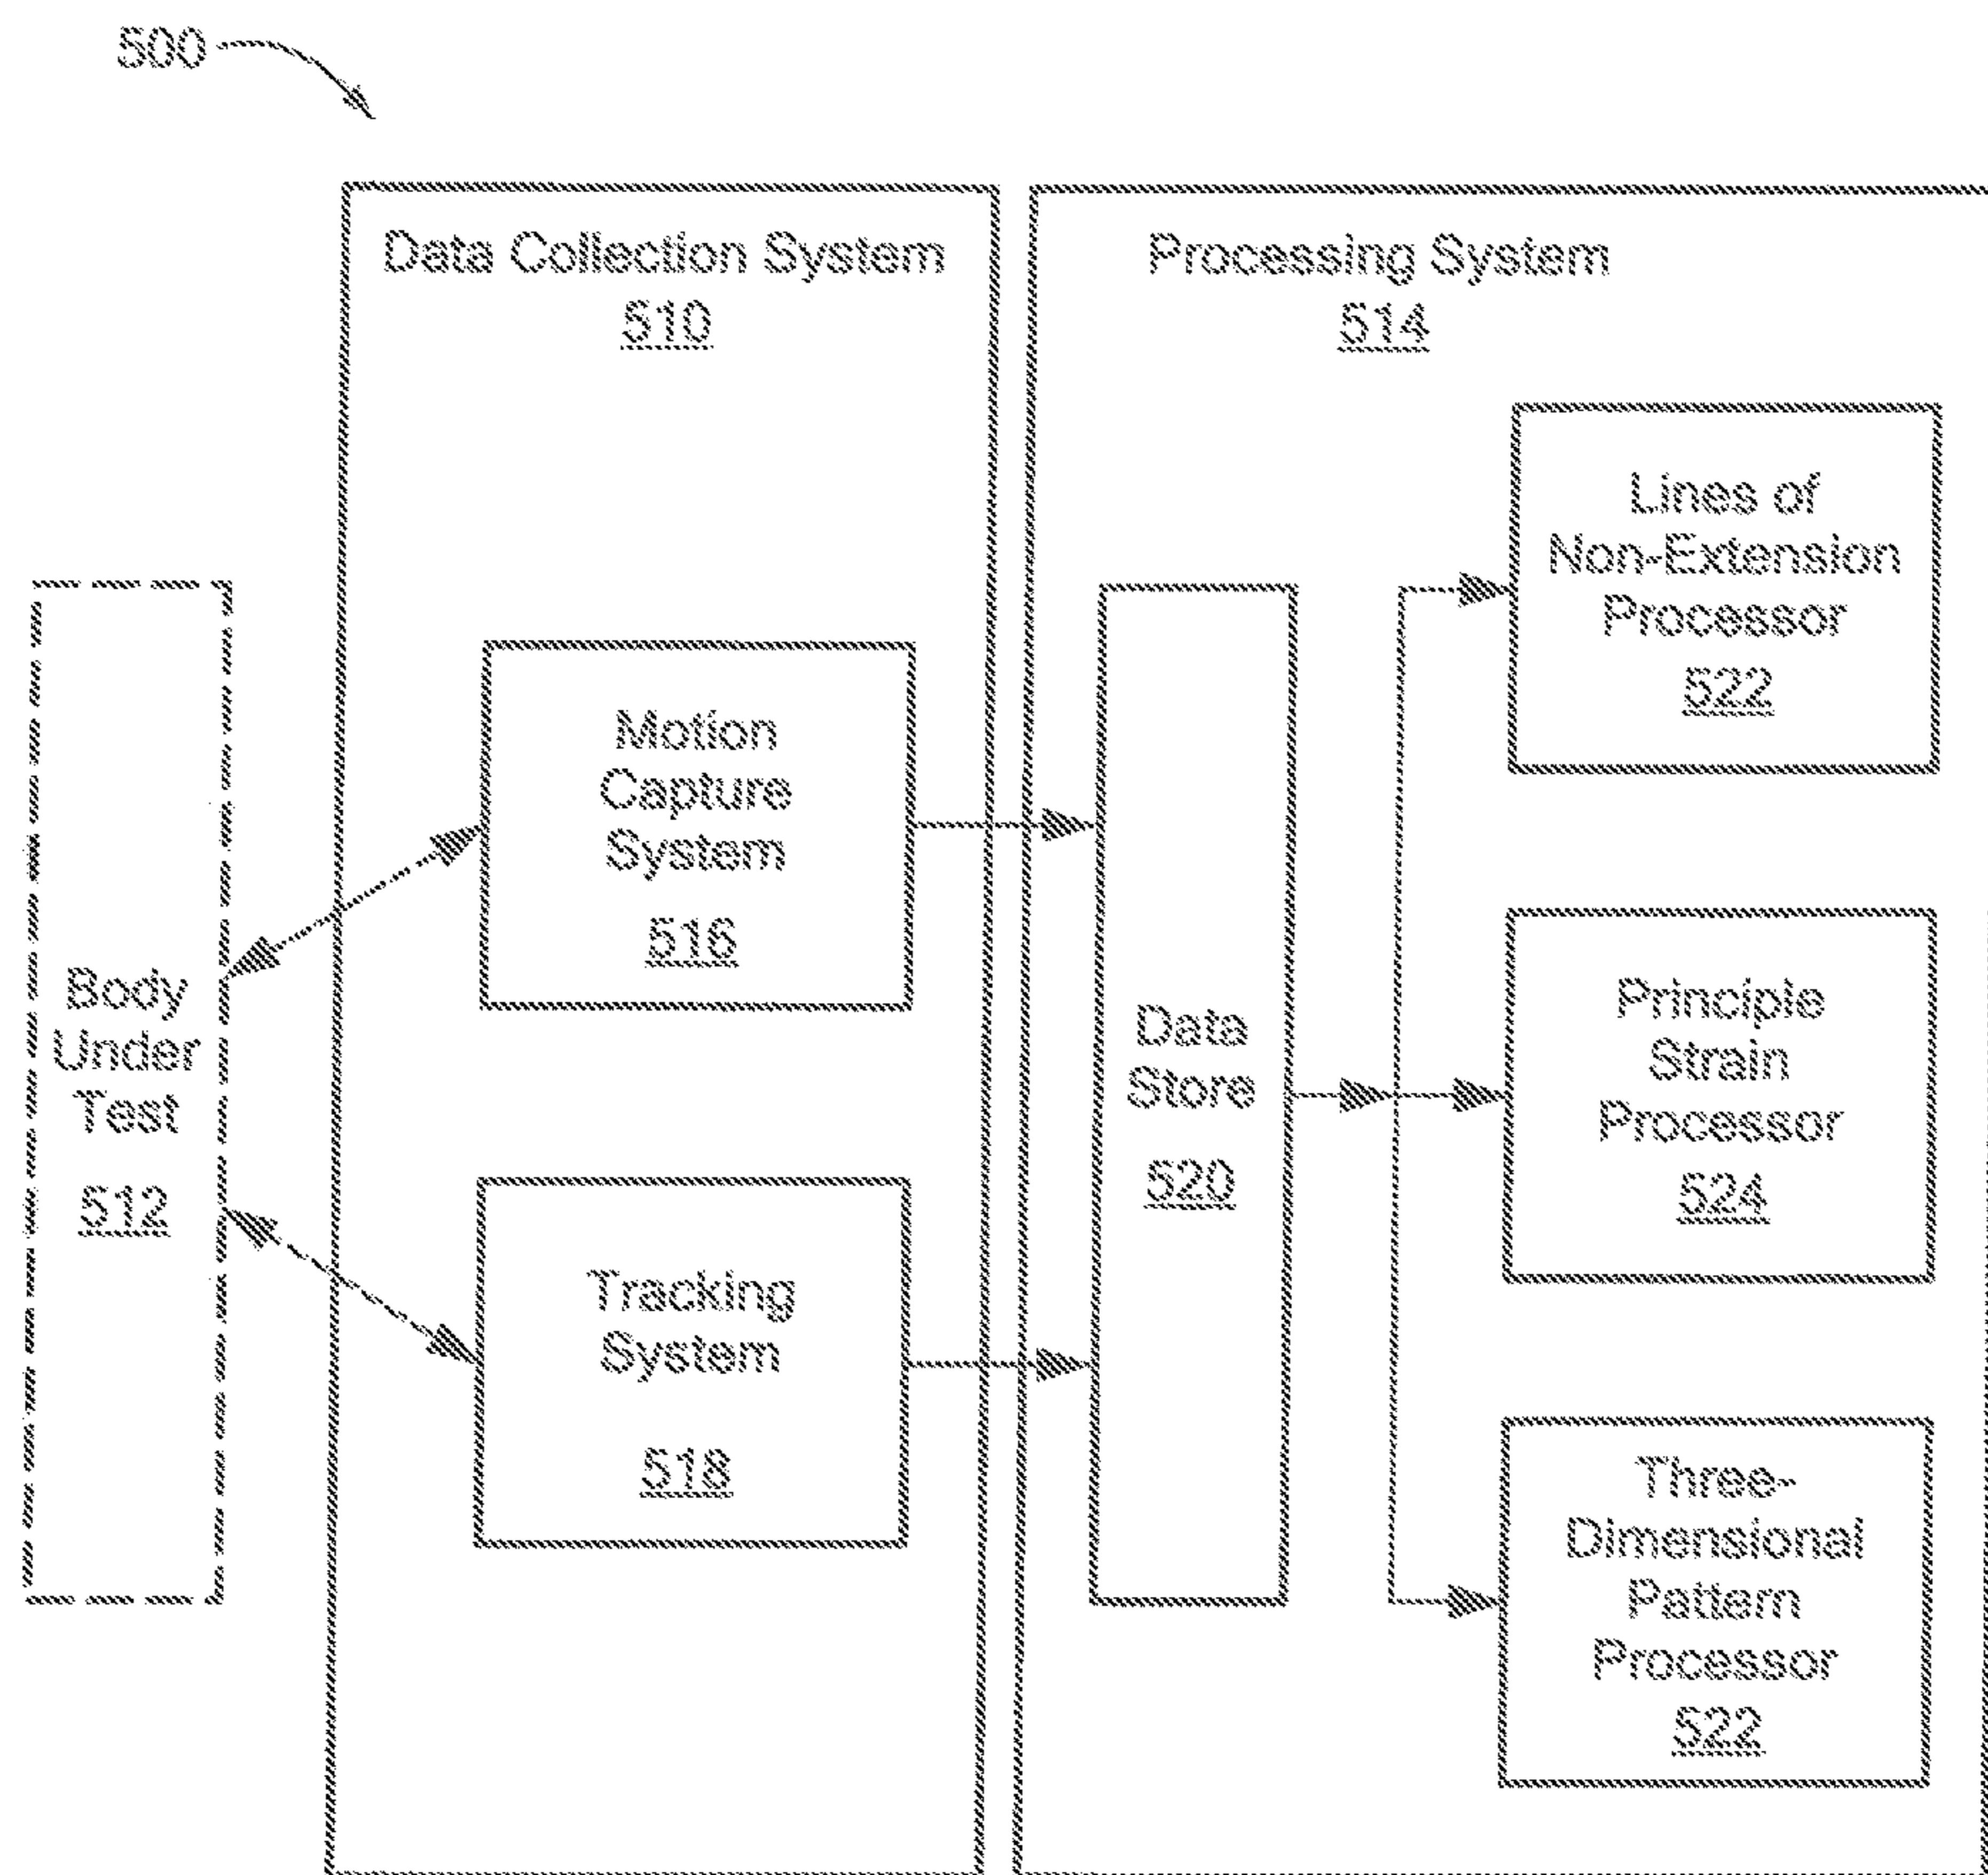 500
Data Collection System
510
Processing System
514
Lines of
Non-Extension
Processor
522
Motion
Capture
System
516
Body
Under
Test
512
Data
Store
520
Principle
Strain
Processor
524
Tracking
System
518
Three-
Dimensional
Pattern
Processor
522